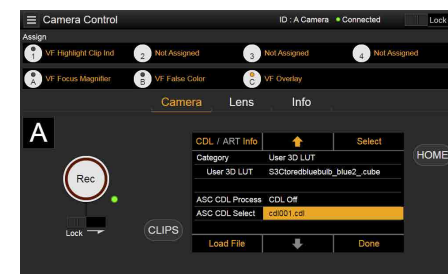 Camera Control
ID : A Camera
Connected
Lock
Assign
1 VF Highlight Clip Ind
2 Not Assigned
3 Not Assigned
4 Not Assigned
A VF Focus Magnifier
B VF False Color
C VF Overlay
Camera Lens Info
A
CDL / ART Info Select
Category User 3D LUT
HOME
User 3D LUT S3Ctoredbluebulb_blue2_.cube
Rec
ASC CDL Process CDL Off
ASC CDL Select cdl001.cdl
Lock
CLIPS
Load File Done